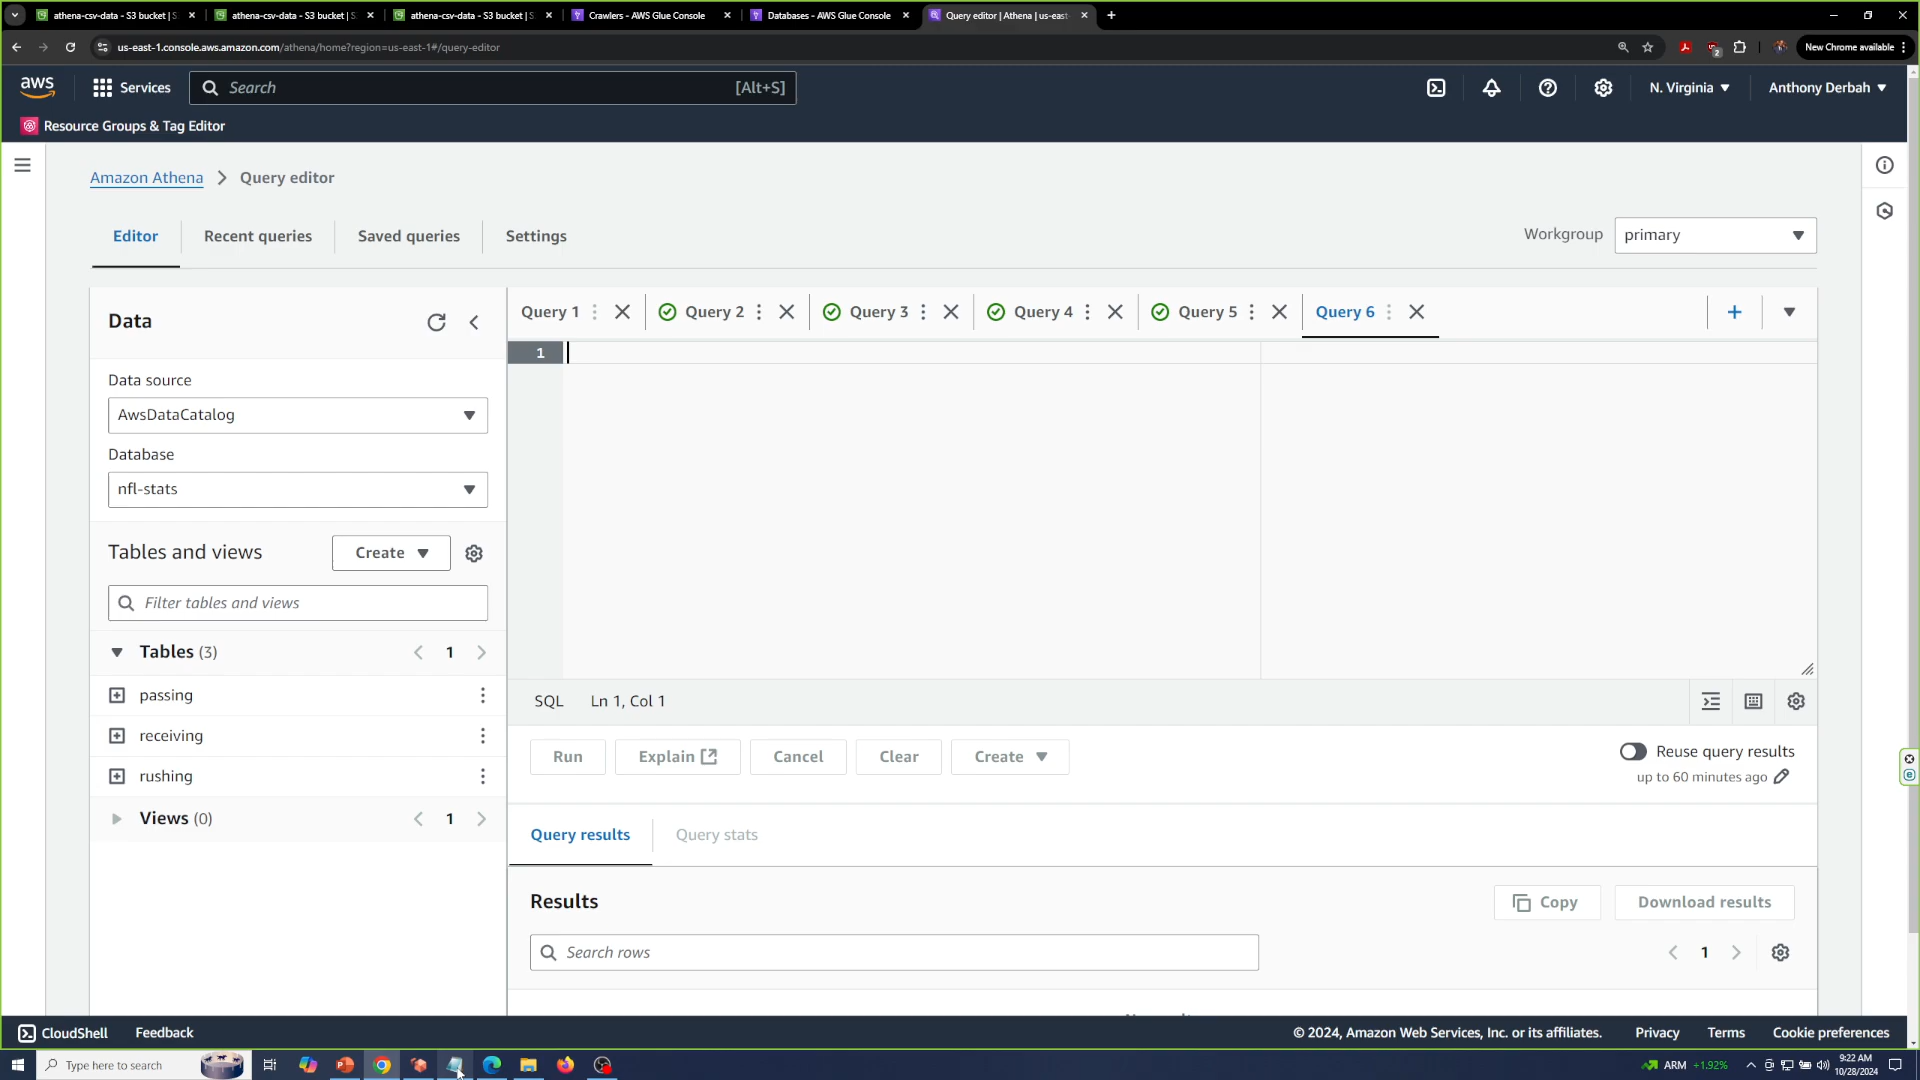 athena-csv-data - S3 bucket | S
athena-csv-data - S3 bucket | S
athena-csv-data - S3 bucket | S
Crawlers - AWS Glue Console
Databases - AWS Glue Console
Query editor | Athena | us-east-
us-east-1.console.aws.amazon.com/athena/home?region=us-east-1#/query-editor
2
New Chrome available
aws
Services
Search
[Alt+S]
N. Virginia
Anthony Derbah
Resource Groups & Tag Editor
Amazon Athena
Query editor
Editor
Recent queries
Saved queries
Settings
Workgroup
primary
Data
Query 1
Query 2
Query 3
Query 4
Query 5
Query 6
1
Data source
AwsDataCatalog
Database
nfl-stats
Tables and views
Create
Filter tables and views
Tables (3)
1
passing
receiving
rushing
Views (0)
1
SQL
Ln 1, Col 1
Run
Explain
Cancel
Clear
Create
Reuse query results
up to 60 minutes ago
Query results
Query stats
Results
Copy
Download results
Search rows
1
CloudShell
Feedback
© 2024, Amazon Web Services, Inc. or its affiliates.
Privacy
Terms
Cookie preferences
Type here to search
ARM +1.92%
9:22 AM
10/28/2024